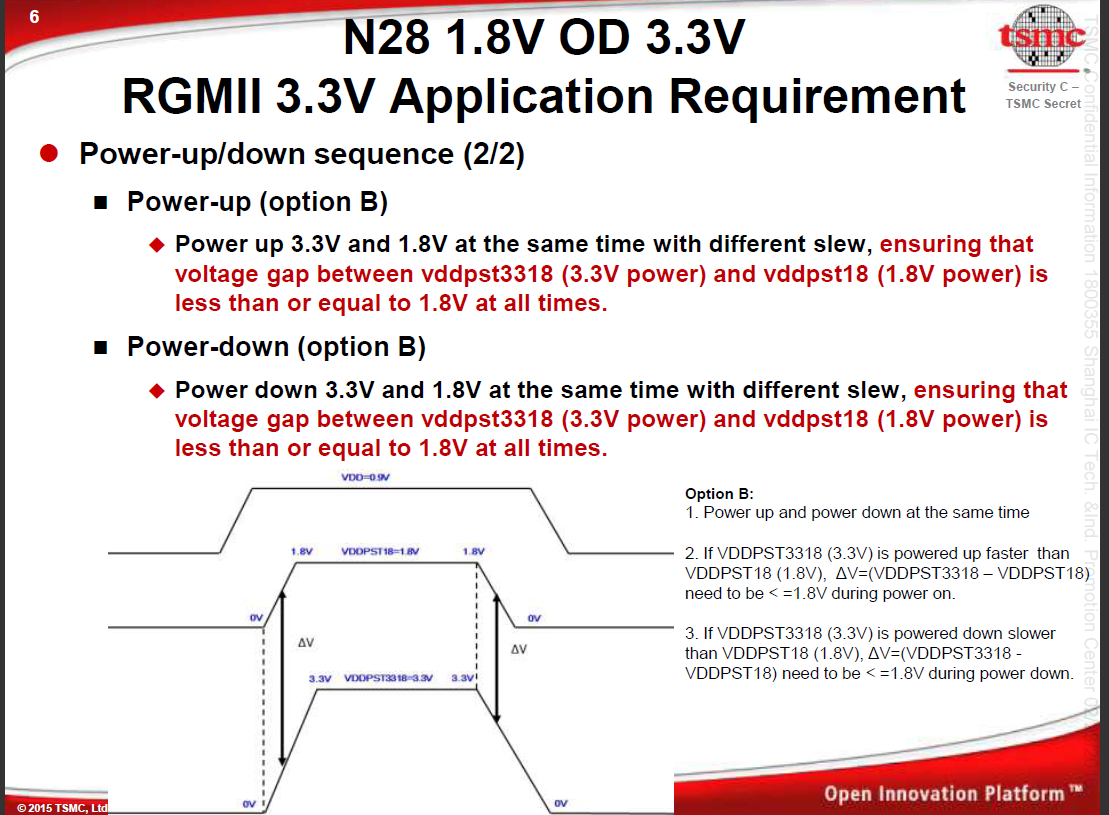 6
N28 1.8V OD 3.3V
RGMII 3.3V Application Requirement
tsmc
Security C –
TSMC Secret
● Power-up/down sequence (2/2)
■ Power-up (option B)
◆ Power up 3.3V and 1.8V at the same time with different slew, ensuring that
voltage gap between vddpst3318 (3.3V power) and vddpst18 (1.8V power) is
less than or equal to 1.8V at all times.
■ Power-down (option B)
◆ Power down 3.3V and 1.8V at the same time with different slew, ensuring that
voltage gap between vddpst3318 (3.3V power) and vddpst18 (1.8V power) is
less than or equal to 1.8V at all times.
VDD=0.9V
1.8V VDDPST18=1.8V 1.8V
0V 0V
ΔV ΔV
3.3V VDDPST3318=3.3V 3.3V
0V 0V
Option B:
1. Power up and power down at the same time
2. If VDDPST3318 (3.3V) is powered up faster than
VDDPST18 (1.8V), ΔV=(VDDPST3318 – VDDPST18)
need to be < =1.8V during power on.
3. If VDDPST3318 (3.3V) is powered down slower
than VDDPST18 (1.8V), ΔV=(VDDPST3318 -
VDDPST18) need to be < =1.8V during power down.
TSMC Confidential Information 1800355 Shanghai IC Tech. &Ind. Promotion Center
© 2015 TSMC, Ltd
Open Innovation Platform™